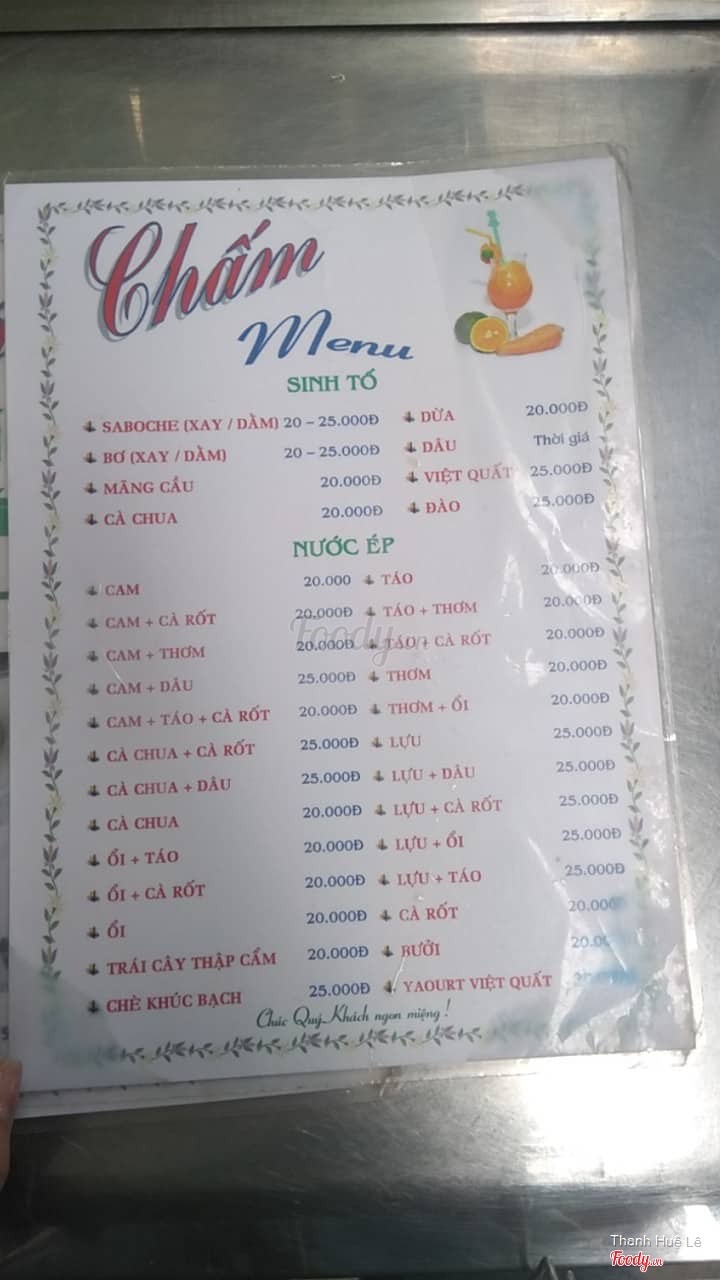 Chấm
Menu
SINH TỐ
SABOCHE (XAY / DẰM) 20 – 25.000Đ DỪA 20.000Đ
BƠ (XAY / DẰM) 20 – 25.000Đ DÂU Thời giá
MÃNG CẦU 20.000Đ VIỆT QUẤT 25.000Đ
CÀ CHUA 20.000Đ ĐÀO 25.000Đ
NƯỚC ÉP
CAM 20.000 TÁO 20.000Đ
CAM + CÀ RỐT 20.000Đ TÁO + THƠM 20.000Đ
CAM + THƠM 20.000Đ TÁO + CÀ RỐT 20.000Đ
CAM + DÂU 25.000Đ THƠM 20.000Đ
CAM + TÁO + CÀ RỐT 20.000Đ THƠM + ỔI 20.000Đ
CÀ CHUA + CÀ RỐT 25.000Đ LỰU 25.000Đ
CÀ CHUA + DÂU 25.000Đ LỰU + DÂU 25.000Đ
CÀ CHUA 20.000Đ LỰU + CÀ RỐT 25.000Đ
ỔI + TÁO 20.000Đ LỰU + ỔI 25.000Đ
ỔI + CÀ RỐT 20.000Đ LỰU + TÁO 25.000Đ
ỔI 20.000Đ CÀ RỐT 20.000
TRÁI CÂY THẬP CẨM 20.000Đ BƯỞI
CHÈ KHÚC BẠCH 25.000Đ YAOURT VIỆT QUẤT
Chúc Quý Khách ngon miệng !
Foody.vn
Thanh Huệ Lê
Foody.vn